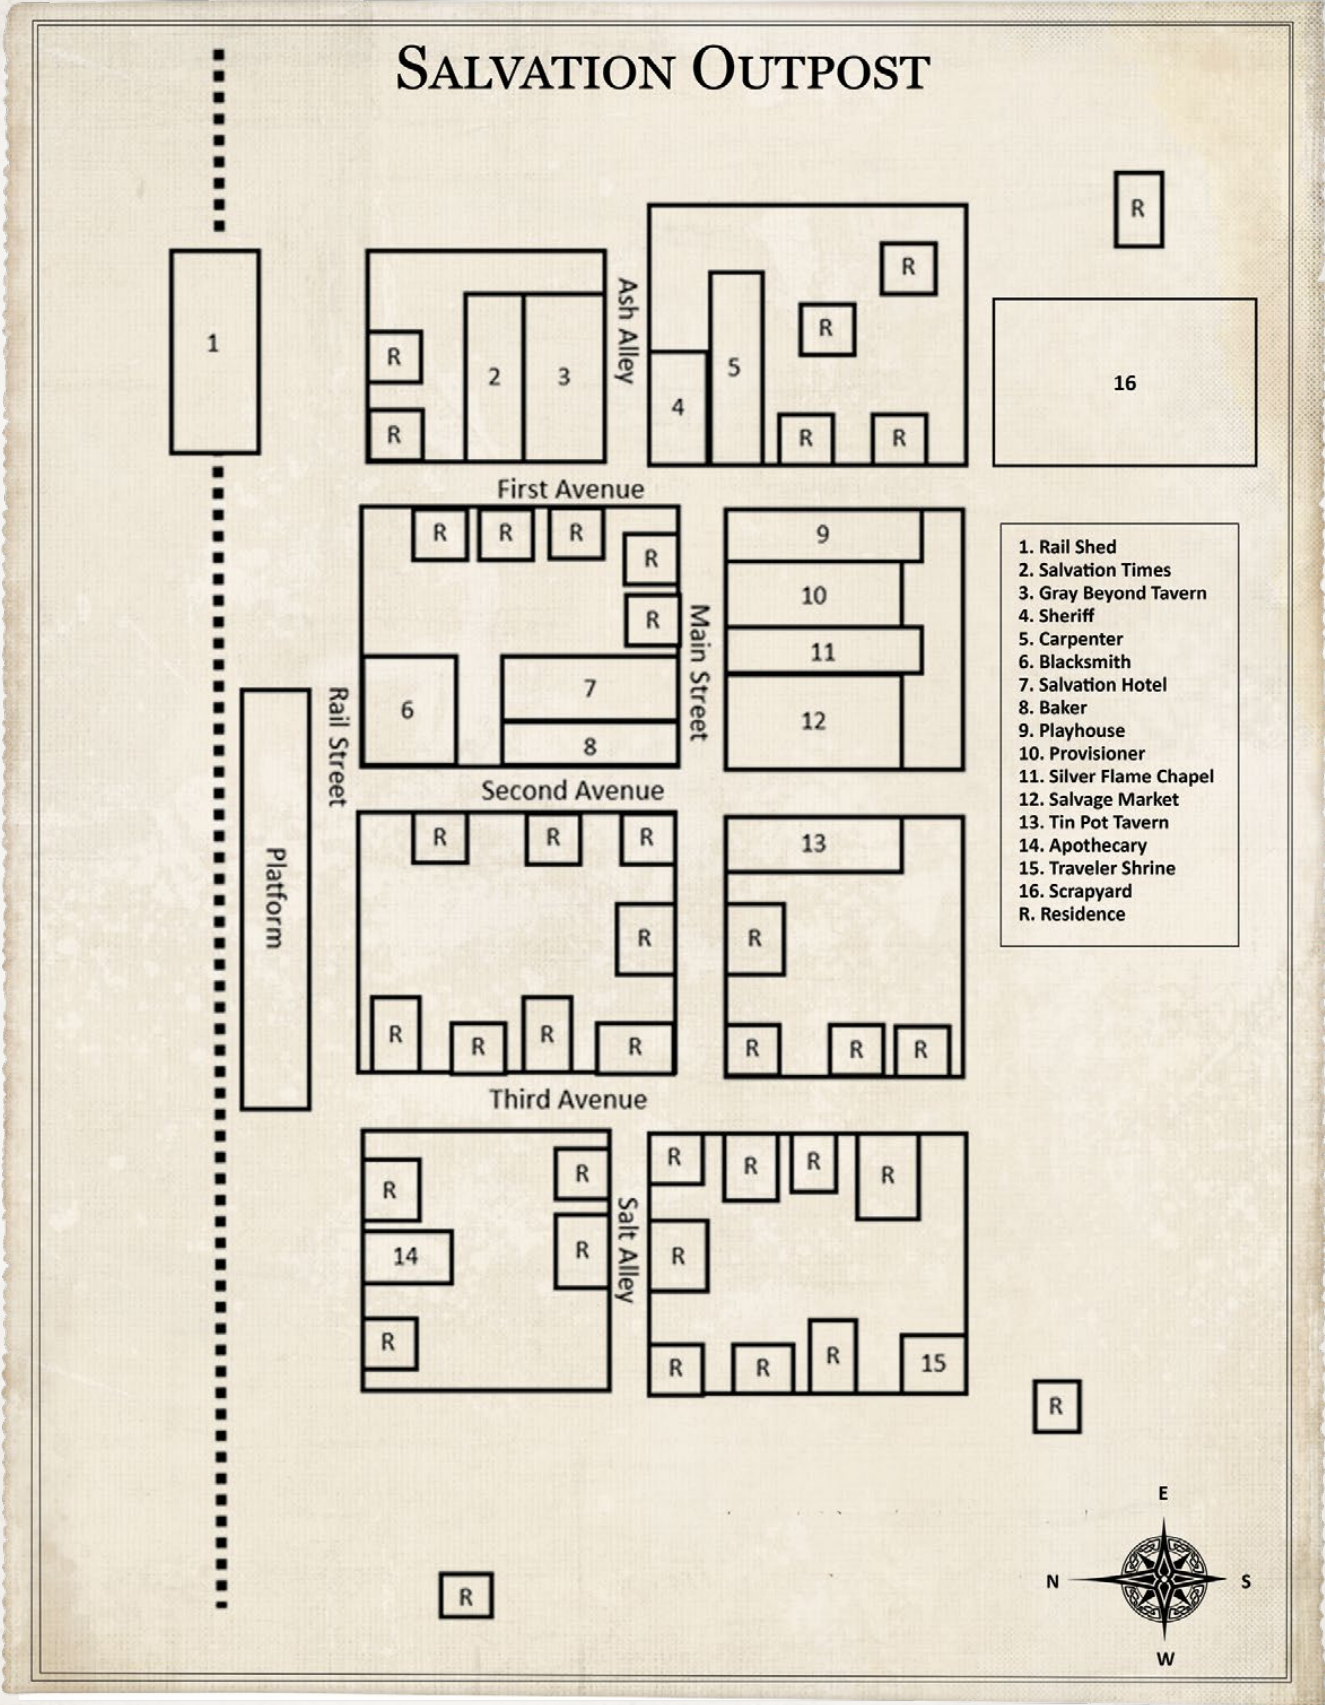 SALVATION OUTPOST
R
R
1
Ash Alley
R
16
R
5
R
2
3
4
R
R
R
First Avenue
R
R
R
9
R
10
R
Main Street
11
7
6
12
8
Rail Street
1. Rail Shed
2. Salvation Times
3. Gray Beyond Tavern
4. Sheriff
5. Carpenter
6. Blacksmith
7. Salvation Hotel
8. Baker
9. Playhouse
10. Provisioner
11. Silver Flame Chapel
12. Salvage Market
13. Tin Pot Tavern
14. Apothecary
15. Traveler Shrine
16. Scrapyard
R. Residence
Second Avenue
R
R
R
13
Platform
R
R
R
R
R
R
R
R
R
Third Avenue
R
R
R
R
R
R
R
14
R
Salt Alley
R
R
R
R
R
15
R
R
E
N
S
W